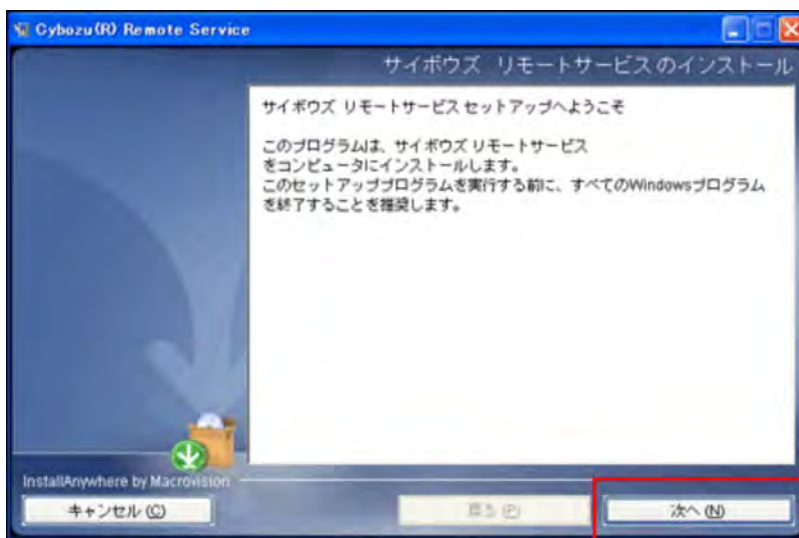 Cybozu(R) Remote Service
サイボウズ リモートサービス のインストール
サイボウズ リモートサービス セットアップへようこそ
このプログラムは、サイボウズ リモートサービス
をコンピュータにインストールします。
このセットアッププログラムを実行する前に、すべてのWindowsプログラム
を終了することを推奨します。
InstallAnywhere by Macrovision
キャンセル(C)
戻る(P)
次へ(N)